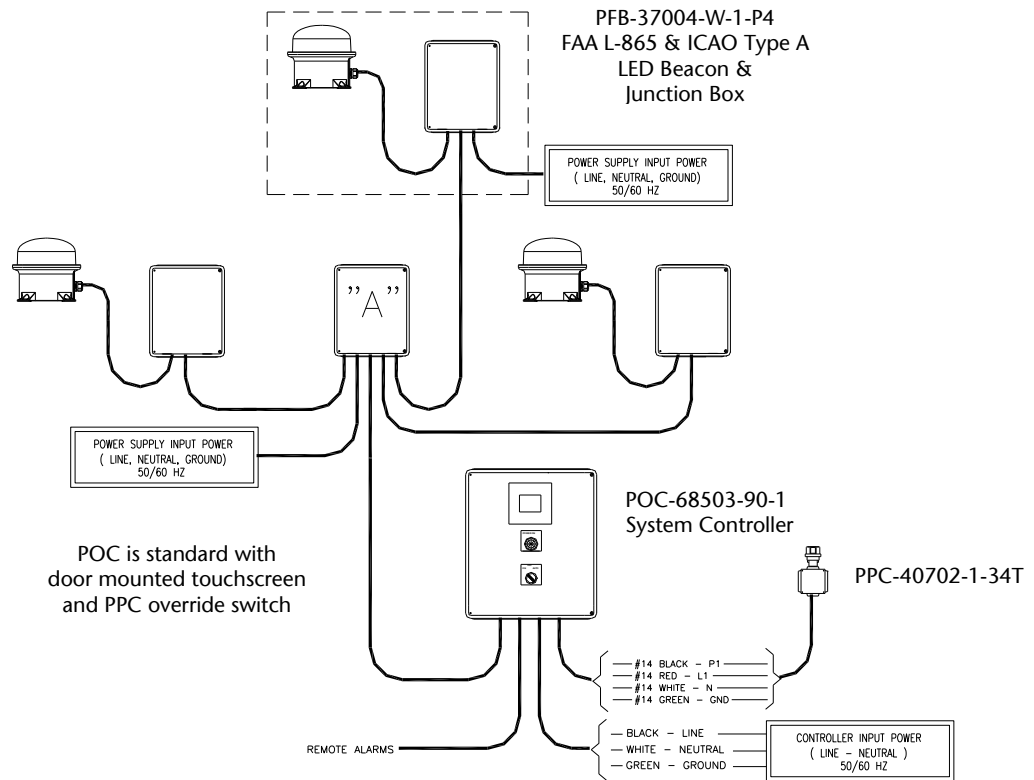 PFB-37004-W-1-P4
FAA L-865 & ICAO Type A
LED Beacon &
Junction Box
POWER SUPPLY INPUT POWER
( LINE, NEUTRAL, GROUND)
50/60 HZ
"A"
POWER SUPPLY INPUT POWER
( LINE, NEUTRAL, GROUND)
50/60 HZ
POC-68503-90-1
System Controller
POC is standard with
door mounted touchscreen
and PPC override switch
PPC-40702-1-34T
#14 BLACK - P1
#14 RED - L1
#14 WHITE - N
#14 GREEN - GND
REMOTE ALARMS
BLACK - LINE
WHITE - NEUTRAL
GREEN - GROUND
CONTROLLER INPUT POWER
( LINE - NEUTRAL )
50/60 HZ